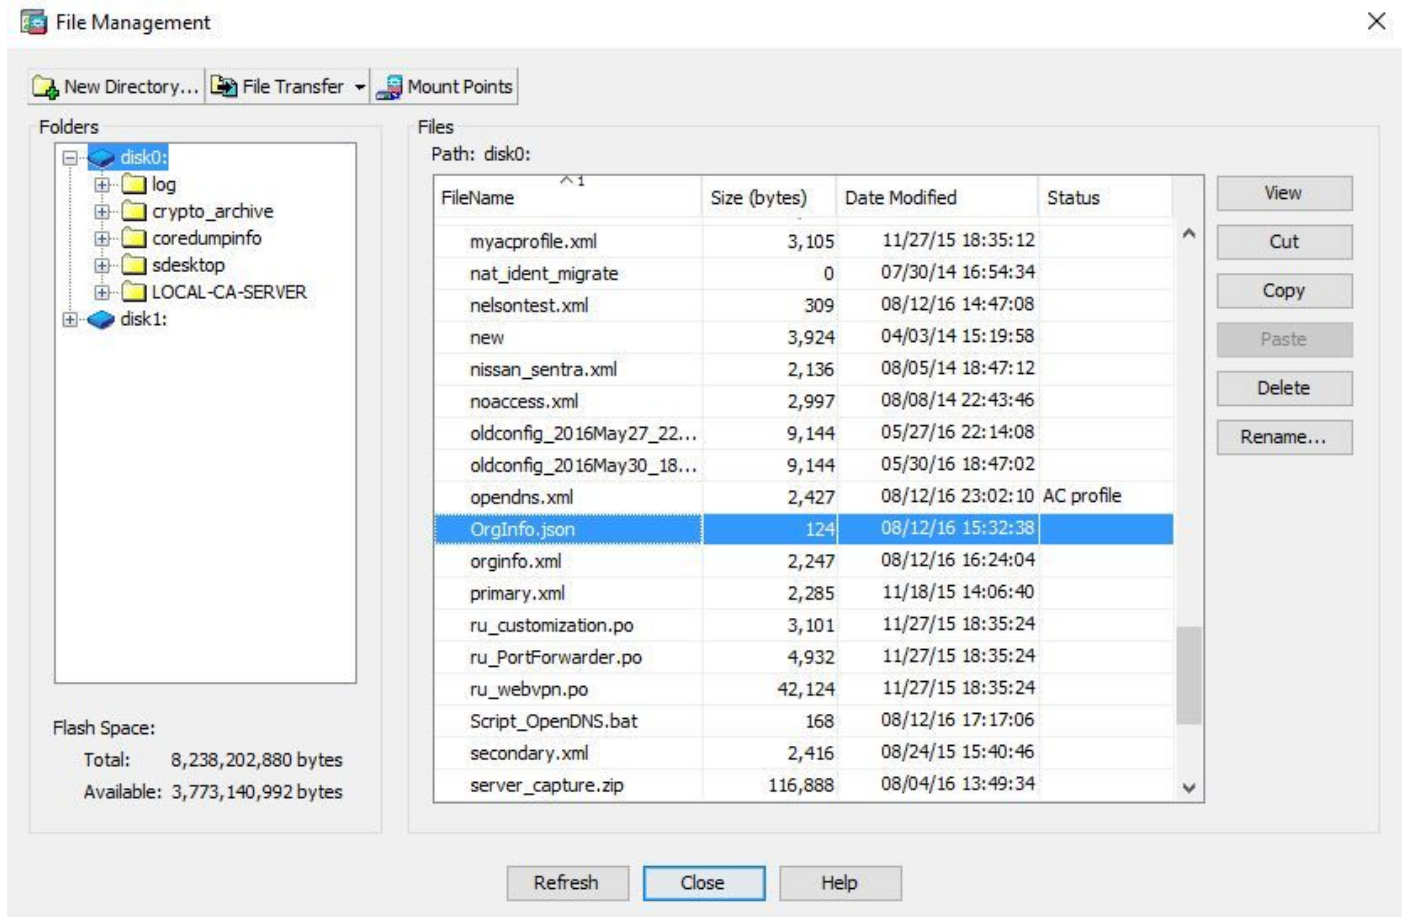 File Management
New Directory... File Transfer Mount Points
Folders
disk0:
log
crypto_archive
coredumpinfo
sdesktop
LOCAL-CA-SERVER
disk1:
Flash Space:
Total: 8,238,202,880 bytes
Available: 3,773,140,992 bytes
Files
Path: disk0:
FileName 1 Size (bytes) Date Modified Status
myacprofile.xml 3,105 11/27/15 18:35:12
nat_ident_migrate 0 07/30/14 16:54:34
nelsontest.xml 309 08/12/16 14:47:08
new 3,924 04/03/14 15:19:58
nissan_sentra.xml 2,136 08/05/14 18:47:12
noaccess.xml 2,997 08/08/14 22:43:46
oldconfig_2016May27_22... 9,144 05/27/16 22:14:08
oldconfig_2016May30_18... 9,144 05/30/16 18:47:02
opendns.xml 2,427 08/12/16 23:02:10 AC profile
OrgInfo.json 124 08/12/16 15:32:38
orginfo.xml 2,247 08/12/16 16:24:04
primary.xml 2,285 11/18/15 14:06:40
ru_customization.po 3,101 11/27/15 18:35:24
ru_PortForwarder.po 4,932 11/27/15 18:35:24
ru_webvpn.po 42,124 11/27/15 18:35:24
Script_OpenDNS.bat 168 08/12/16 17:17:06
secondary.xml 2,416 08/24/15 15:40:46
server_capture.zip 116,888 08/04/16 13:49:34
View
Cut
Copy
Paste
Delete
Rename...
Refresh Close Help